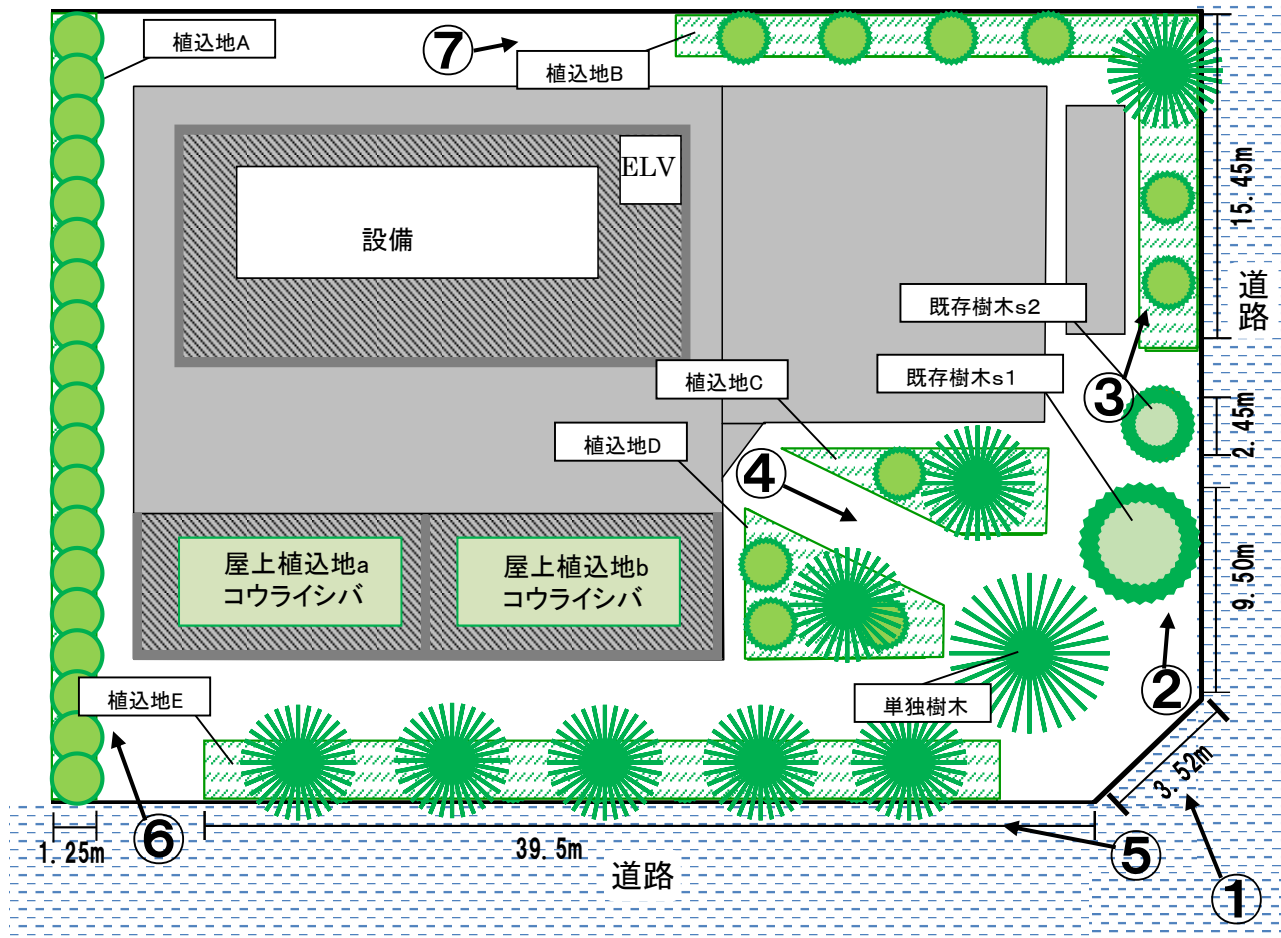 植込地A
⑦
植込地B
ELV
設備
15.45m
道路
既存樹木s2
既存樹木s1
③
2.45m
植込地C
植込地D
④
屋上植込地a
コウライシバ
屋上植込地b
コウライシバ
9.50m
②
植込地E
単独樹木
3.52m
⑥
1.25m
39.5m
⑤
道路
①